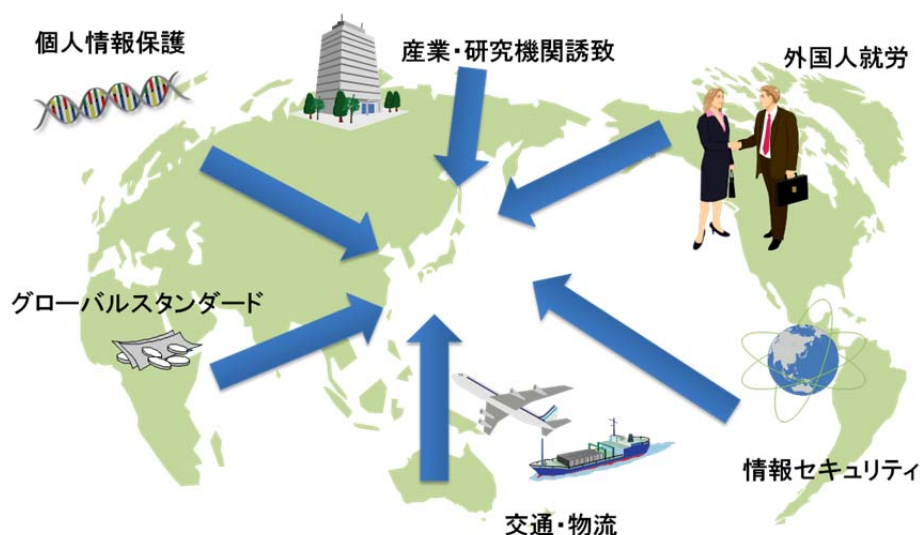 個人情報保護
産業・研究機関誘致
外国人就労
グローバルスタンダード
情報セキュリティ
交通・物流